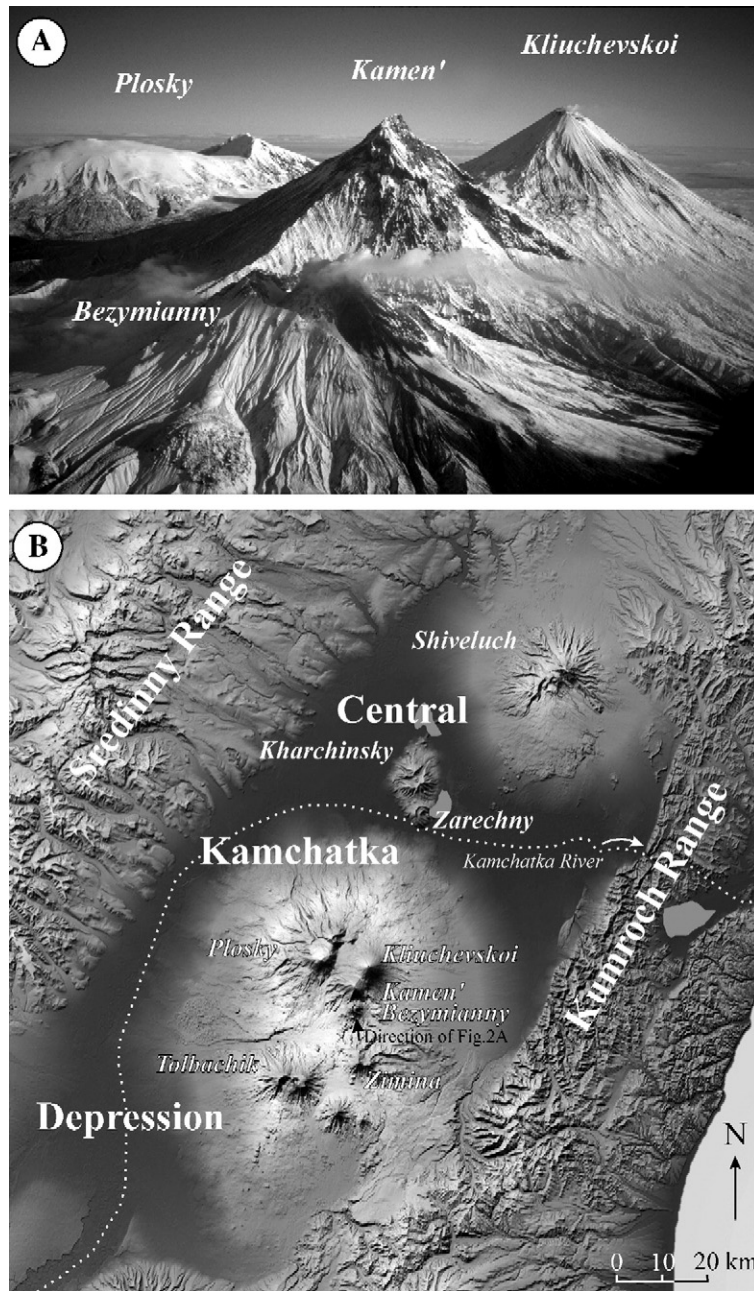 A
Kliuchevskoi
Kamen'
Plosky
Bezymianny
B
Sredinny Range
Shiveluch
Central
Kharchinsky
Zarechny
Kamchatka
Kamchatka River
Kumroch Range
Plosky
Kliuchevskoi
Kamen'
Bezymianny
Direction of Fig.2A
Tolbachik
Zimina
Depression
N
0 10 20 km